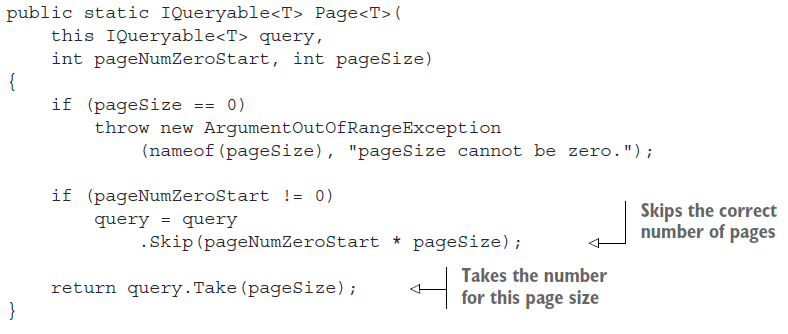 public static IQueryable<T> Page<T>(
    this IQueryable<T> query,
    int pageNumZeroStart, int pageSize)
{
    if (pageSize == 0)
        throw new ArgumentOutOfRangeException
            (nameof(pageSize), "pageSize cannot be zero.");
    if (pageNumZeroStart != 0)
        query = query
            .Skip(pageNumZeroStart * pageSize);
Skips the correct
number of pages
    return query.Take(pageSize);
Takes the number
for this page size
}